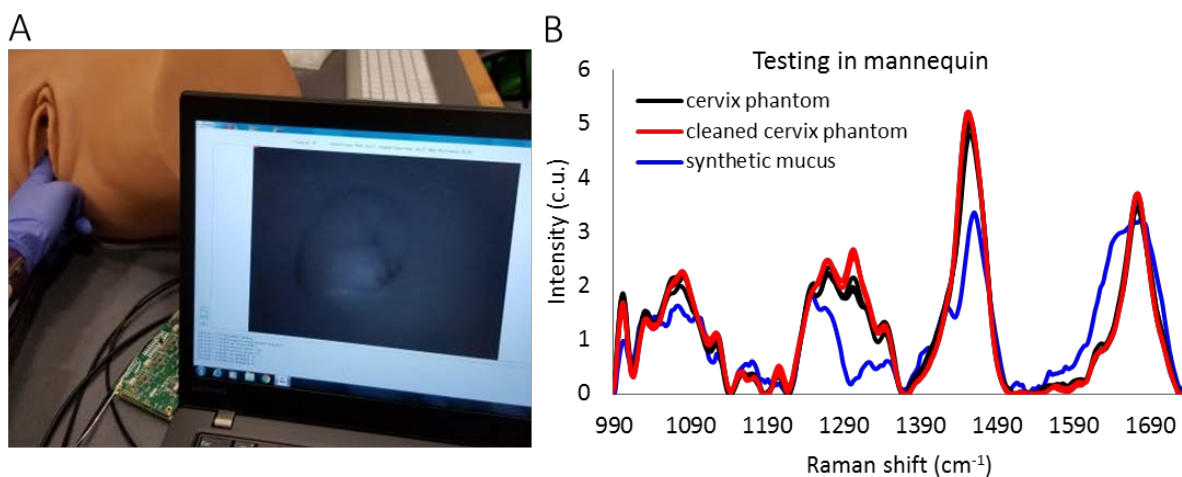 A
B
Testing in mannequin
cervix phantom
cleaned cervix phantom
synthetic mucus
Intensity (c.u.)
6
5
4
3
2
1
0
990 1090 1190 1290 1390 1490 1590 1690
Raman shift (cm⁻¹)